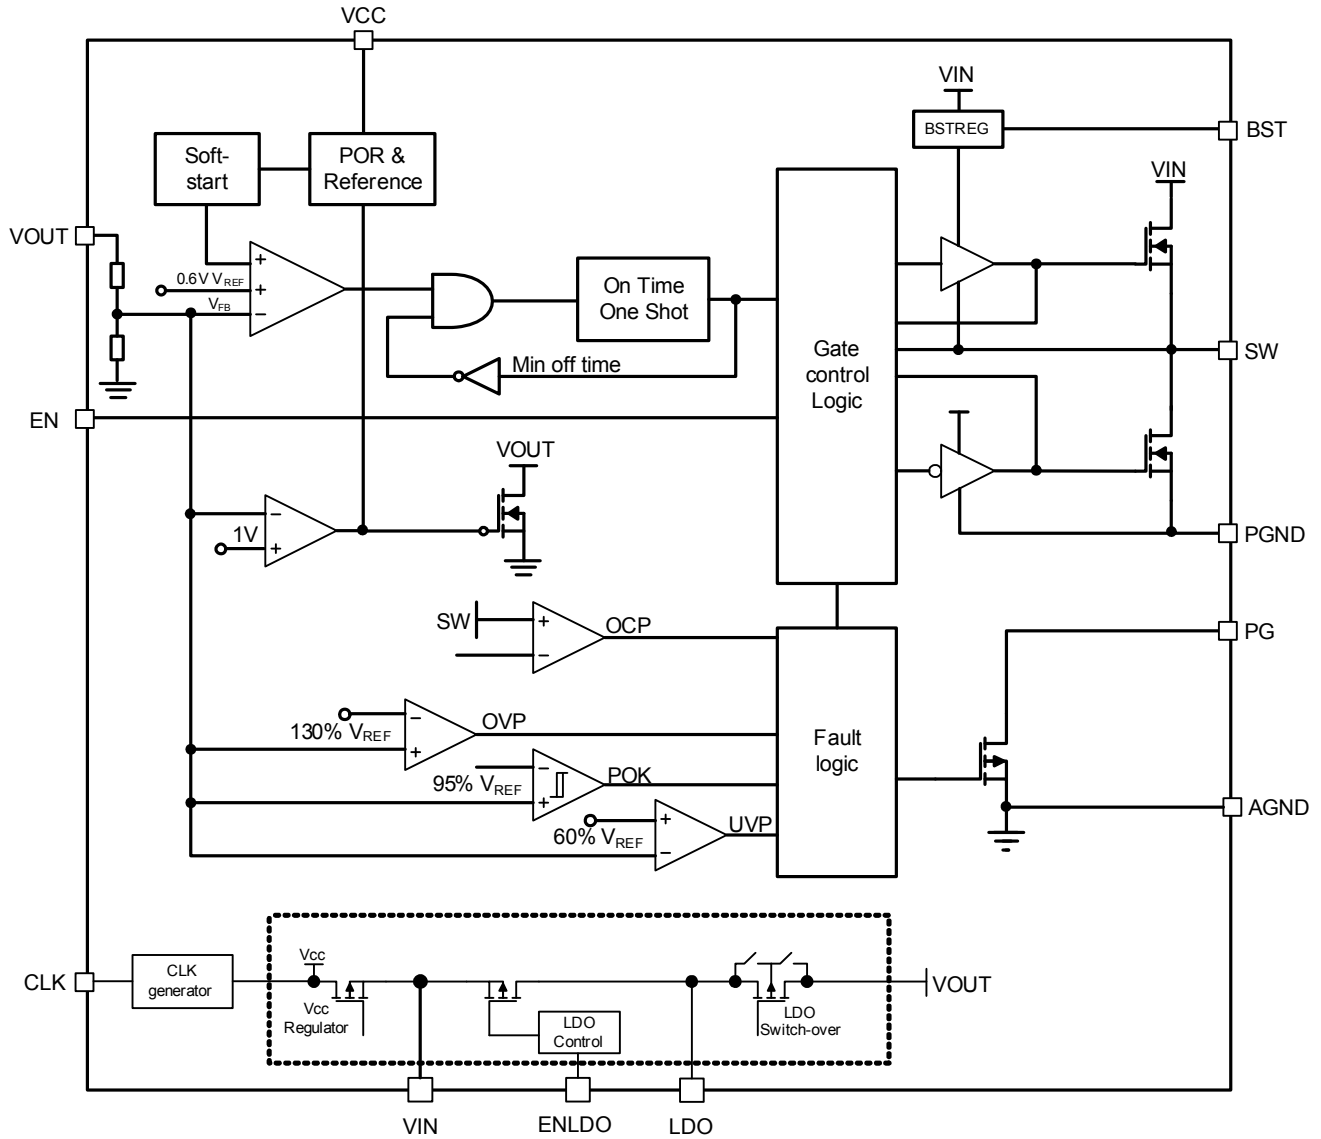 VCC
VIN
BSTREG
BST
Soft-
start
POR &
Reference
VIN
VOUT
+
0.6V VREF
+
VFB
−
On Time
One Shot
Min off time
Gate
control
Logic
SW
EN
VOUT
−
1V
+
PGND
SW
+
−
OCP
PG
130% VREF
−
+
OVP
Fault
logic
95% VREF
−
+
POK
60% VREF
+
−
UVP
AGND
CLK
CLK
generator
Vcc
Vcc
Regulator
LDO
Control
LDO
Switch-over
VOUT
VIN
ENLDO
LDO